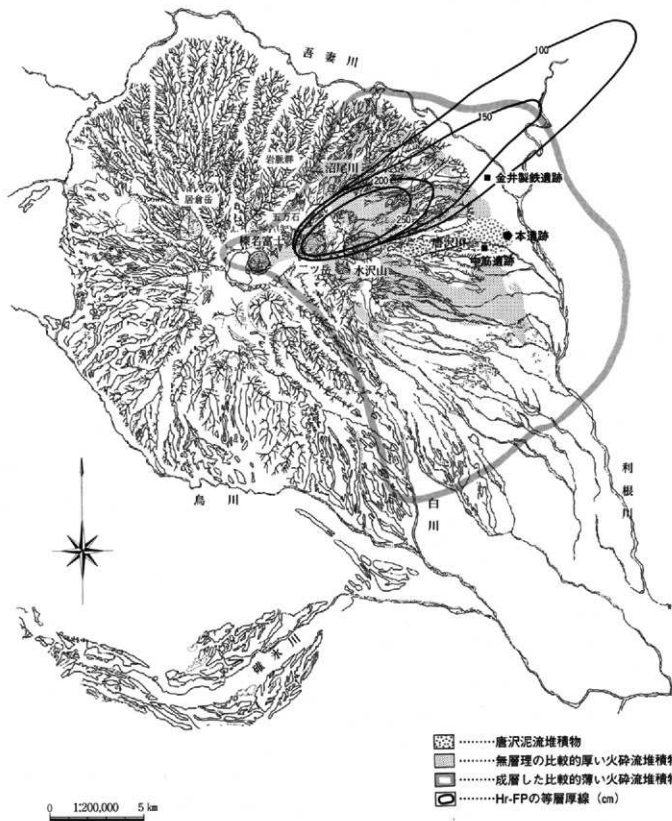 吾妻川
100
150
岩脈群
沼尾川
200
金井製鉄遺跡
居倉岳
五万石
250
榛名富士
唐沢川
本遺跡
中筋遺跡
二ツ岳
水沢山
利根川
烏川
白川
碓氷川
唐沢泥流堆積物
無層理の比較的厚い火砕流堆積物
成層した比較的薄い火砕流堆積物
Hr-FPの等層厚線(cm)
0 1:200,000 5 km